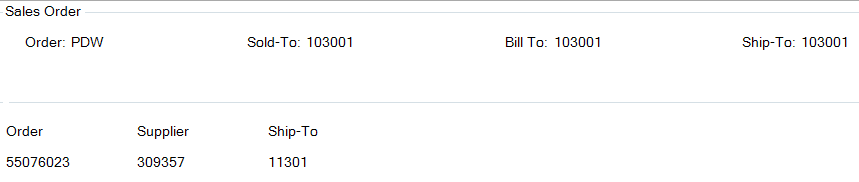 Sales Order
Order: PDW Sold-To: 103001 Bill To: 103001 Ship-To: 103001
Order Supplier Ship-To
55076023 309357 11301